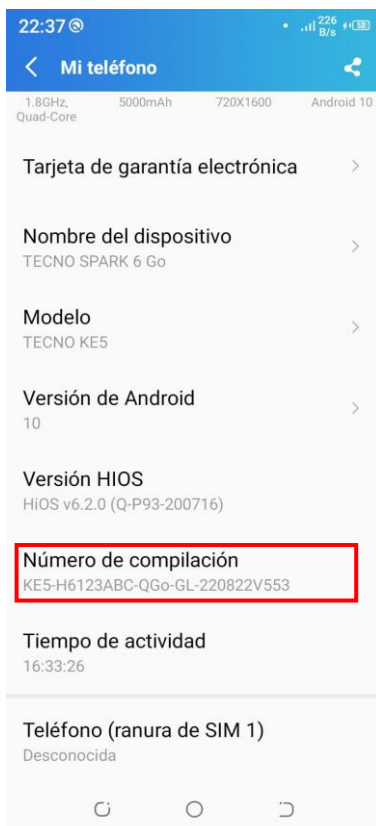 22:37
226
B/s
Mi teléfono
1.8GHz, 5000mAh 720X1600 Android 10
Quad-Core
Tarjeta de garantía electrónica
Nombre del dispositivo
TECNO SPARK 6 Go
Modelo
TECNO KE5
Versión de Android
10
Versión HIOS
HiOS v6.2.0 (Q-P93-200716)
Número de compilación
KE5-H6123ABC-QGo-GL-220822V553
Tiempo de actividad
16:33:26
Teléfono (ranura de SIM 1)
Desconocida